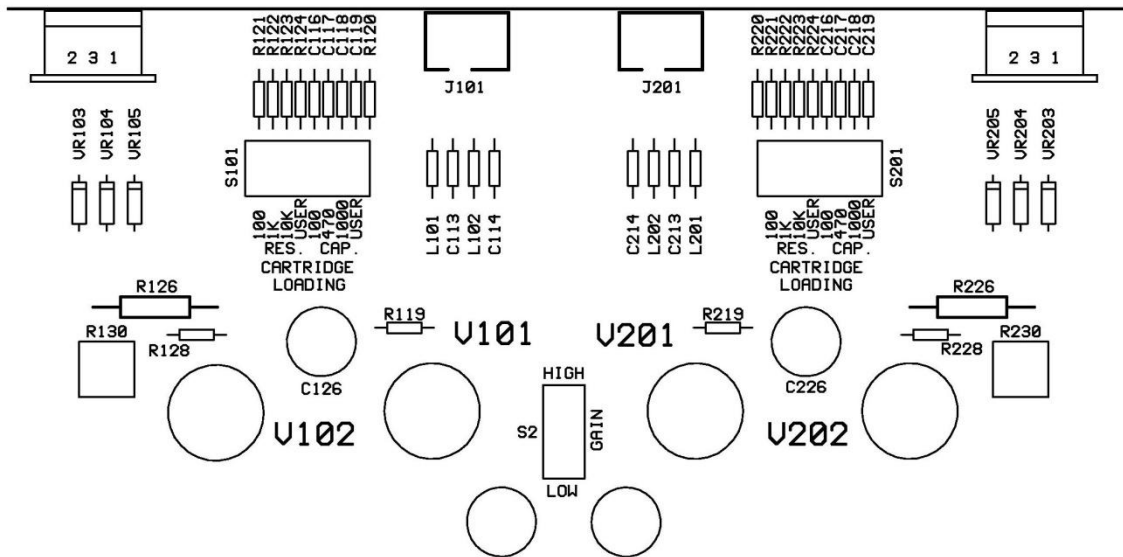 R121
R122
R123
R124
C116
C117
C118
C119
R120
R220
R221
R222
R223
R224
C216
C217
C218
C219
2 3 1
2 3 1
J101
J201
VR103
VR104
VR105
S101
S201
VR205
VR204
VR203
100
1K
10K
USER
100
470
1000
USER
RES. CAP.
CARTRIDGE
LOADING
L101
C113
L102
C114
C214
L202
C213
L201
100
1K
10K
USER
100
470
1000
USER
RES. CAP.
CARTRIDGE
LOADING
R126
R226
R130
R128
R119
V101
V201
R219
R228
R230
C126
HIGH
C226
V102
S2
GAIN
V202
LOW